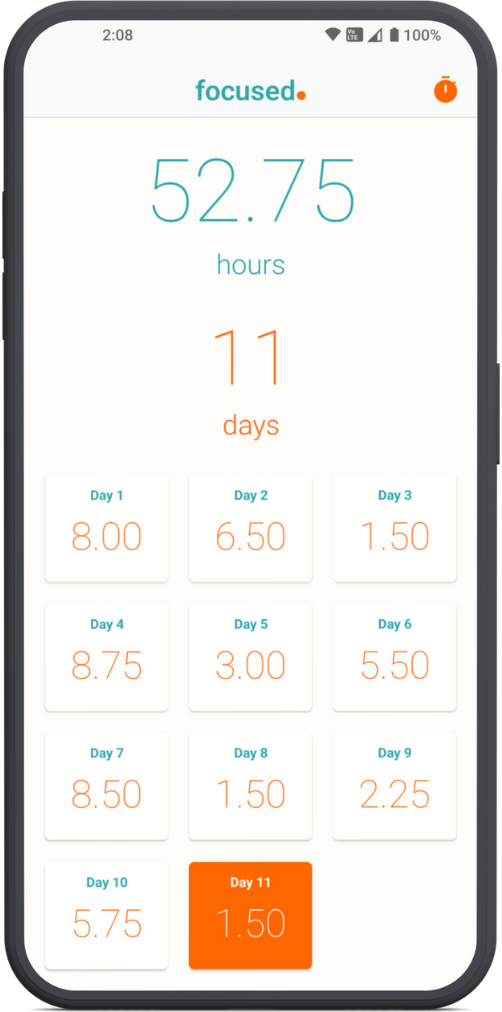 2:08 Vo LTE 100%
focused.
52.75
hours
11
days
Day 1 Day 2 Day 3
8.00 6.50 1.50
Day 4 Day 5 Day 6
8.75 3.00 5.50
Day 7 Day 8 Day 9
8.50 1.50 2.25
Day 10 Day 11
5.75 1.50